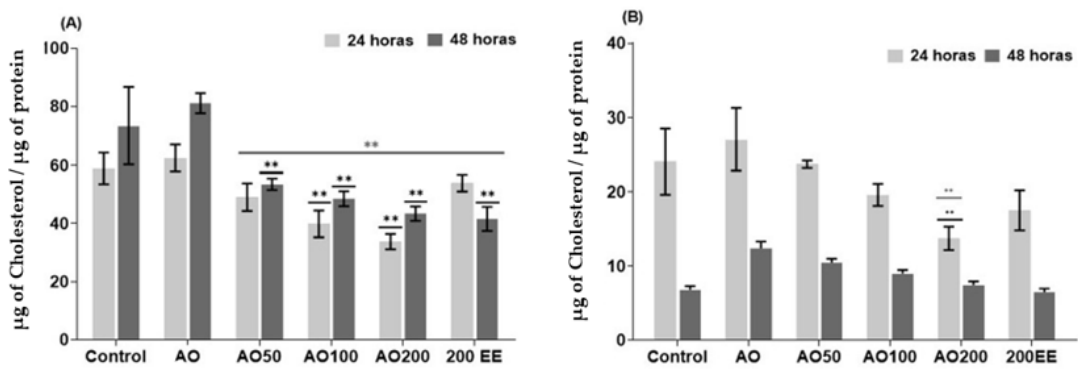 (A)
24 horas 48 horas
µg of Cholesterol / µg of protein
100
80
60
40
20
0
**
**
**
**
**
**
**
Control AO AO50 AO100 AO200 200 EE
(B)
24 horas 48 horas
µg of Cholesterol / µg of protein
40
30
20
10
0
**
**
Control AO AO50 AO100 AO200 200EE